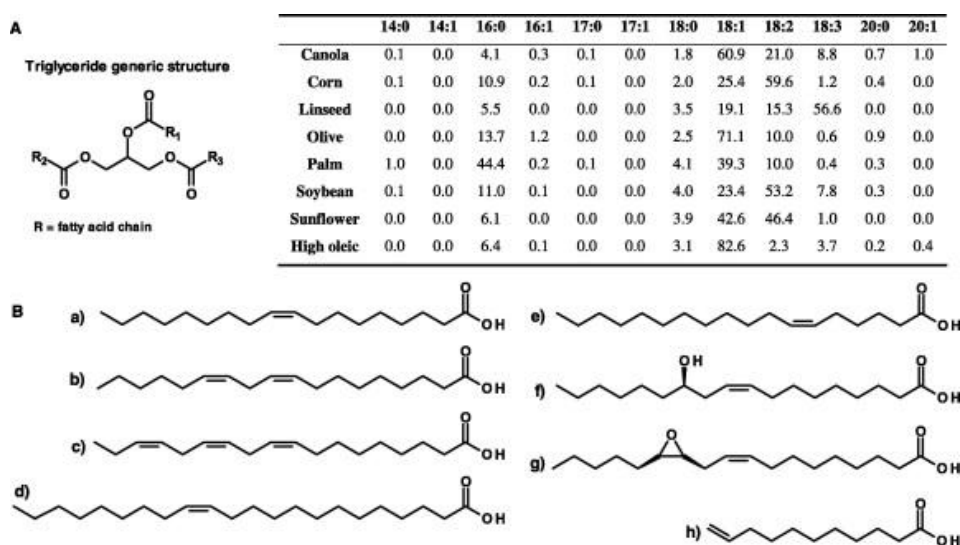 A
Triglyceride generic structure
O
O R₁
R₂ O O R₃
O O
R = fatty acid chain
14:0 14:1 16:0 16:1 17:0 17:1 18:0 18:1 18:2 18:3 20:0 20:1
Canola 0.1 0.0 4.1 0.3 0.1 0.0 1.8 60.9 21.0 8.8 0.7 1.0
Corn 0.1 0.0 10.9 0.2 0.1 0.0 2.0 25.4 59.6 1.2 0.4 0.0
Linseed 0.0 0.0 5.5 0.0 0.0 0.0 3.5 19.1 15.3 56.6 0.0 0.0
Olive 0.0 0.0 13.7 1.2 0.0 0.0 2.5 71.1 10.0 0.6 0.9 0.0
Palm 1.0 0.0 44.4 0.2 0.1 0.0 4.1 39.3 10.0 0.4 0.3 0.0
Soybean 0.1 0.0 11.0 0.1 0.0 0.0 4.0 23.4 53.2 7.8 0.3 0.0
Sunflower 0.0 0.0 6.1 0.0 0.0 0.0 3.9 42.6 46.4 1.0 0.0 0.0
High oleic 0.0 0.0 6.4 0.1 0.0 0.0 3.1 82.6 2.3 3.7 0.2 0.4
B
a) O OH
b) O OH
c) O OH
d) O OH
e) O OH
f) OH O OH
g) O O OH
h) O OH